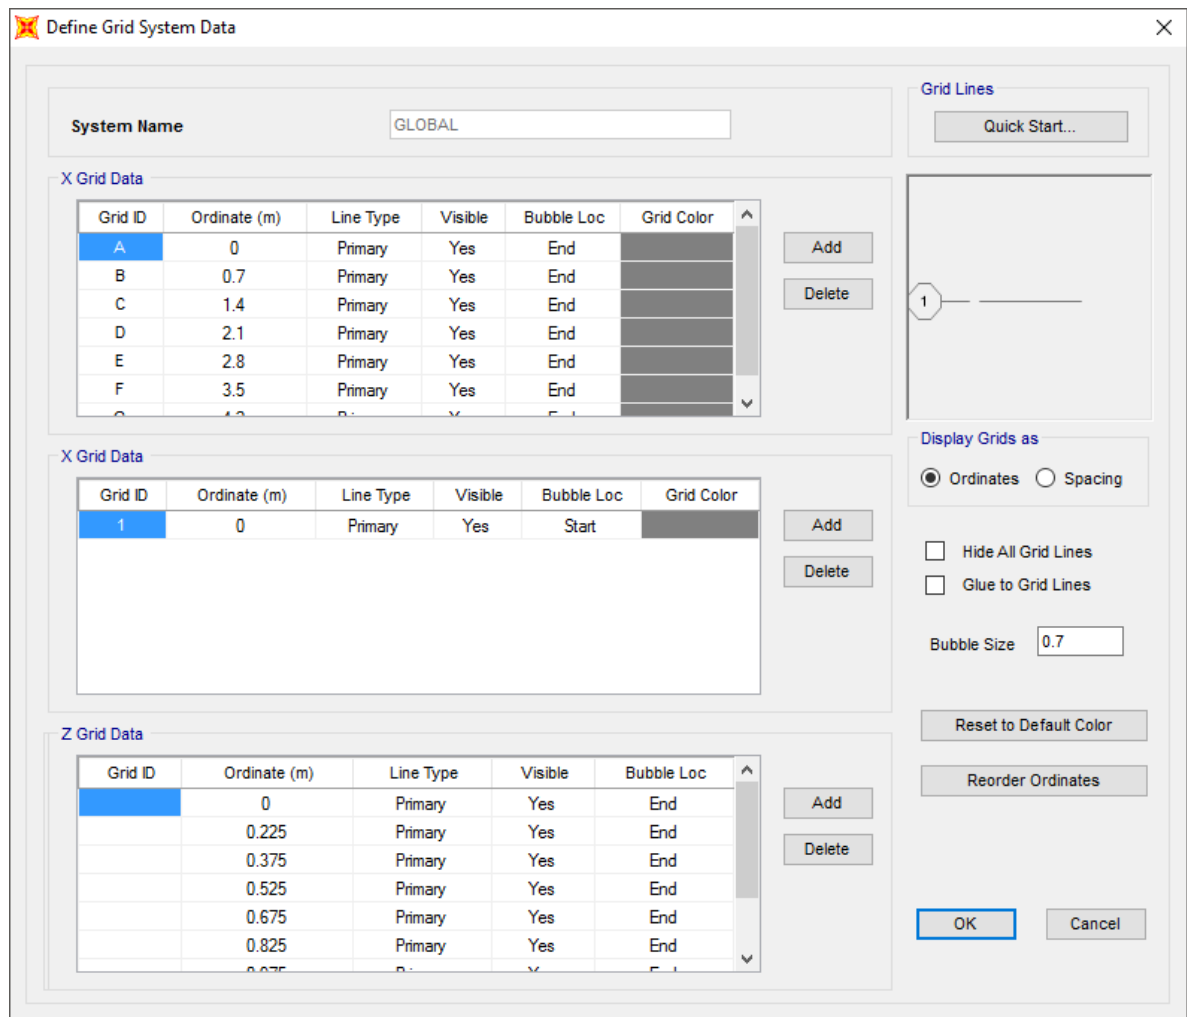 Define Grid System Data
System Name GLOBAL
Grid Lines
Quick Start...
X Grid Data
Grid ID Ordinate (m) Line Type Visible Bubble Loc Grid Color
A 0 Primary Yes End
B 0.7 Primary Yes End
C 1.4 Primary Yes End
D 2.1 Primary Yes End
E 2.8 Primary Yes End
F 3.5 Primary Yes End
Add
Delete
1
X Grid Data
Grid ID Ordinate (m) Line Type Visible Bubble Loc Grid Color
1 0 Primary Yes Start
Add
Delete
Display Grids as
Ordinates Spacing
Hide All Grid Lines
Glue to Grid Lines
Bubble Size 0.7
Z Grid Data
Grid ID Ordinate (m) Line Type Visible Bubble Loc
0 Primary Yes End
0.225 Primary Yes End
0.375 Primary Yes End
0.525 Primary Yes End
0.675 Primary Yes End
0.825 Primary Yes End
Add
Delete
Reset to Default Color
Reorder Ordinates
OK Cancel